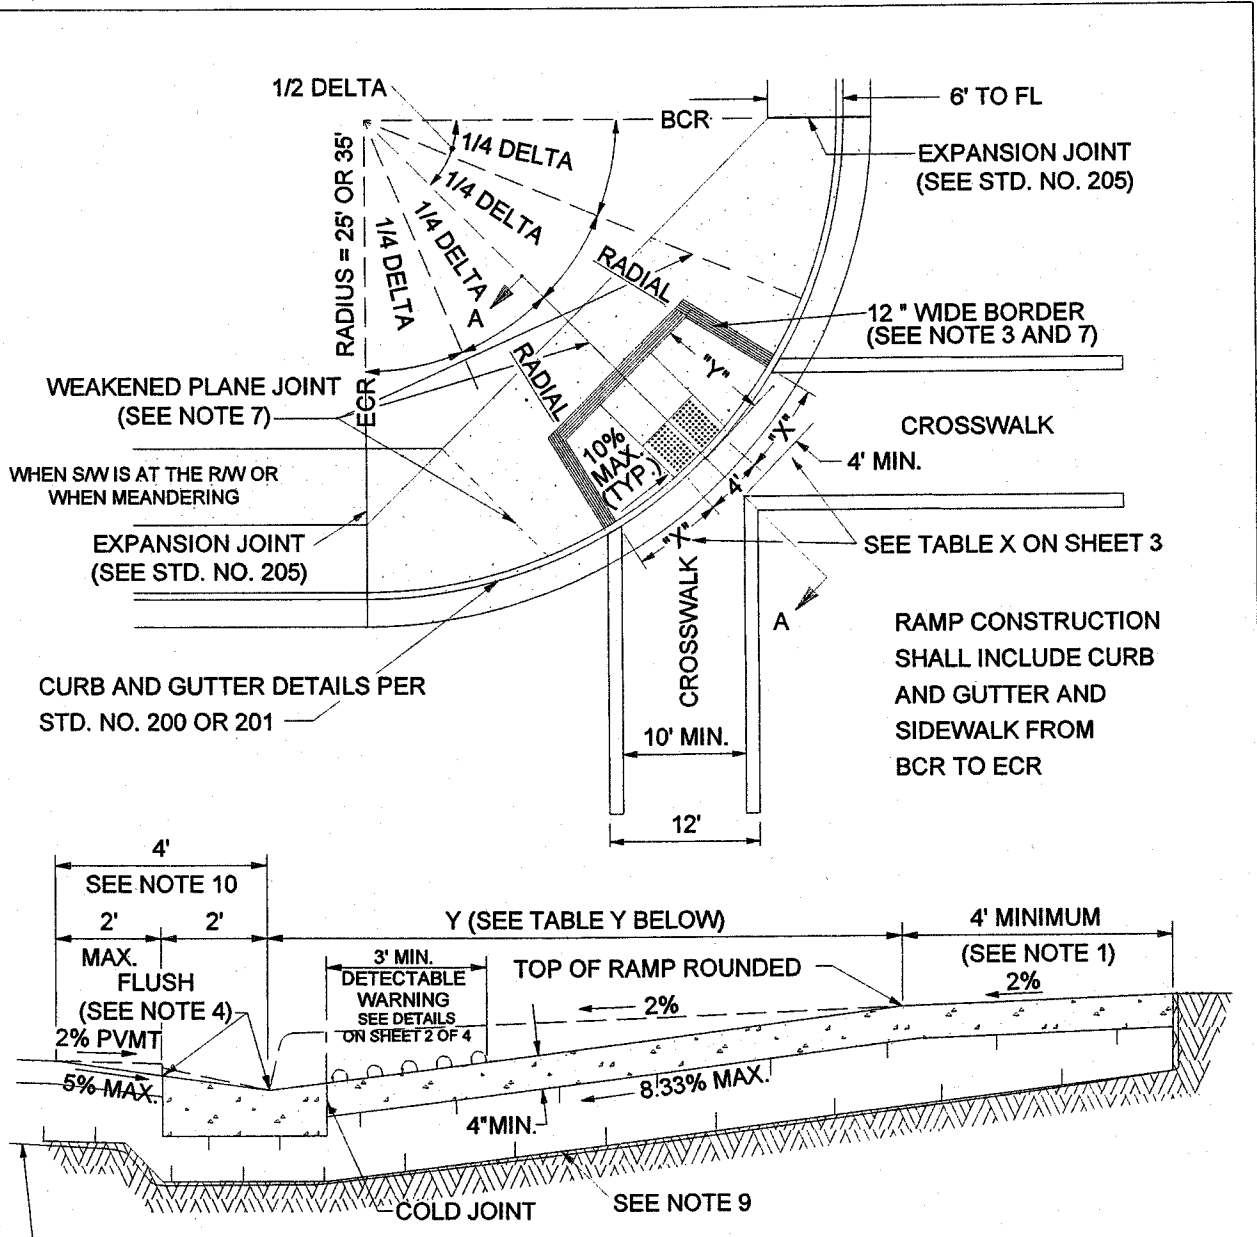 1/2 DELTA
BCR
6' TO FL
1/4 DELTA
1/4 DELTA
1/4 DELTA
1/4 DELTA
RADIUS = 25' OR 35'
EXPANSION JOINT
(SEE STD. NO. 205)
RADIAL
A
12 " WIDE BORDER
(SEE NOTE 3 AND 7)
RADIAL
"Y"
WEAKENED PLANE JOINT
(SEE NOTE 7)
ECR
CROSSWALK
"X"
4' MIN.
10%
MAX.
(TYP.)
4'
WHEN S/W IS AT THE R/W OR
WHEN MEANDERING
"X"
EXPANSION JOINT
(SEE STD. NO. 205)
SEE TABLE X ON SHEET 3
CROSSWALK
A
RAMP CONSTRUCTION
SHALL INCLUDE CURB
AND GUTTER AND
SIDEWALK FROM
BCR TO ECR
CURB AND GUTTER DETAILS PER
STD. NO. 200 OR 201
10' MIN.
12'
4'
SEE NOTE 10
2'
MAX.
2'
Y (SEE TABLE Y BELOW)
4' MINIMUM
(SEE NOTE 1)
FLUSH
(SEE NOTE 4)
3' MIN.
DETECTABLE
WARNING
SEE DETAILS
ON SHEET 2 OF 4
TOP OF RAMP ROUNDED
2%
2%
2% PVMT
5% MAX.
8.33% MAX.
4"MIN.
COLD JOINT
SEE NOTE 9